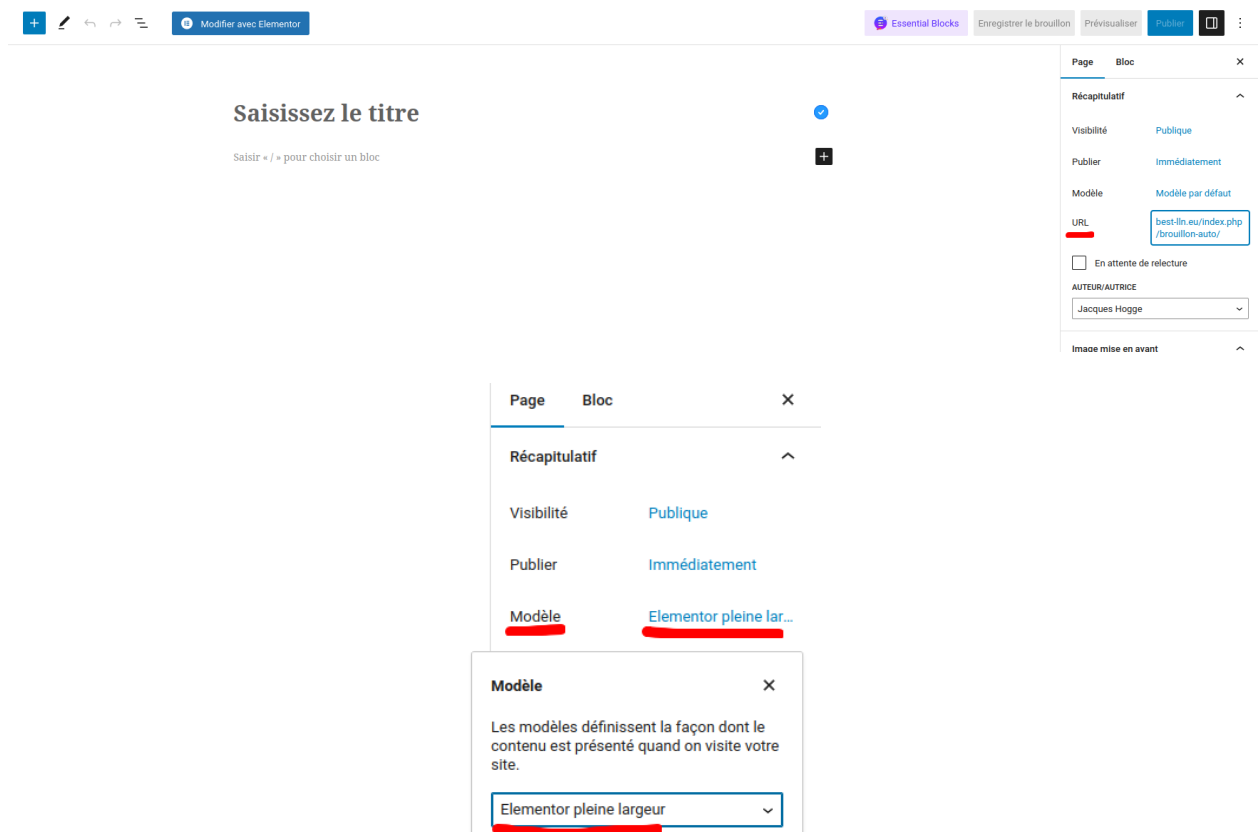 Modifier avec Elementor
Essential Blocks
Enregistrer le brouillon
Prévisualiser
Publier
Page
Bloc
Récapitulatif
Saisissez le titre
Saisir « / » pour choisir un bloc
Visibilité
Publique
Publier
Immédiatement
Modèle
Modèle par défaut
URL
best-lln.eu/index.php
/brouillon-auto/
En attente de relecture
AUTEUR/AUTRICE
Jacques Hogge
Image mise en avant
Page
Bloc
Récapitulatif
Visibilité
Publique
Publier
Immédiatement
Modèle
Elementor pleine lar...
Modèle
Les modèles définissent la façon dont le
contenu est présenté quand on visite votre
site.
Elementor pleine largeur